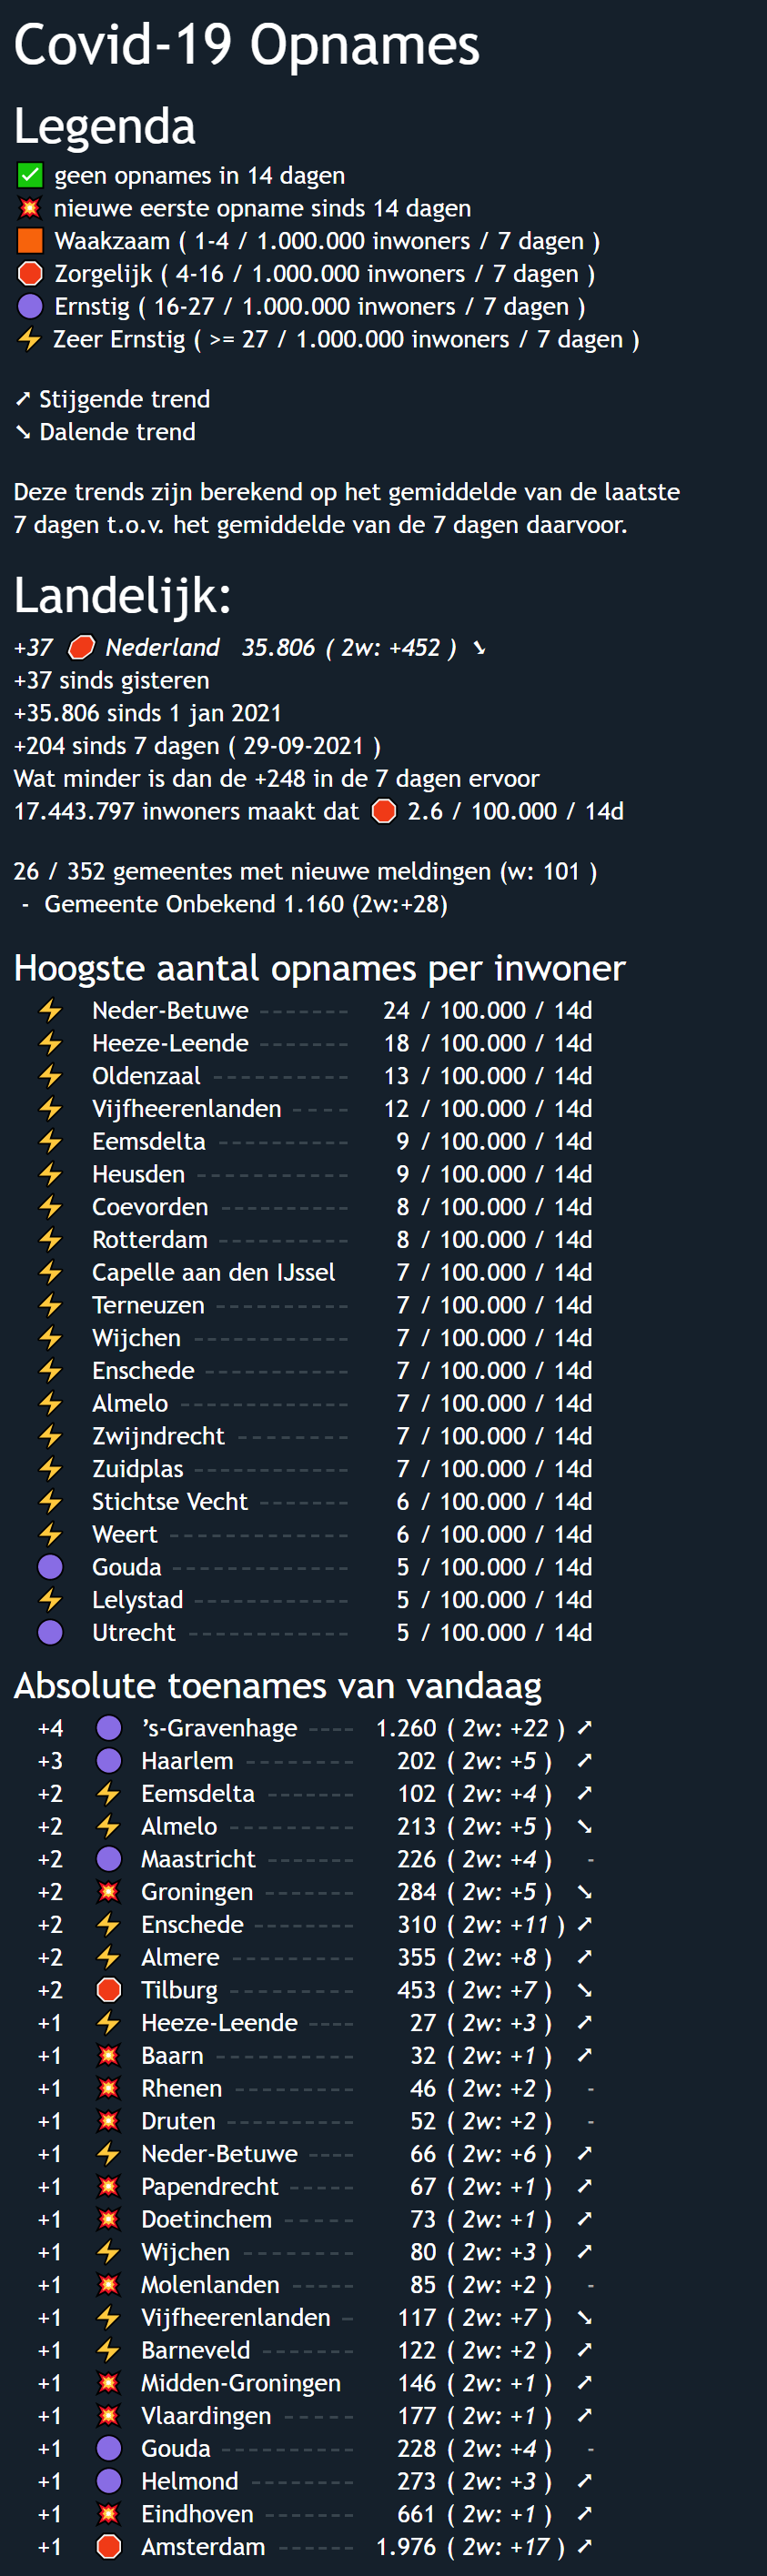 Covid-19 Opnames
Legenda
✅ geen opnames in 14 dagen
💥 nieuwe eerste opname sinds 14 dagen
🟧 Waakzaam ( 1-4 / 1.000.000 inwoners / 7 dagen )
🛑 Zorgelijk ( 4-16 / 1.000.000 inwoners / 7 dagen )
🟣 Ernstig ( 16-27 / 1.000.000 inwoners / 7 dagen )
⚡ Zeer Ernstig ( >= 27 / 1.000.000 inwoners / 7 dagen )
➚ Stijgende trend
➘ Dalende trend
Deze trends zijn berekend op het gemiddelde van de laatste
7 dagen t.o.v. het gemiddelde van de 7 dagen daarvoor.
Landelijk:
+37 🛑 Nederland 35.806 ( 2w: +452 ) ➘
+37 sinds gisteren
+35.806 sinds 1 jan 2021
+204 sinds 7 dagen ( 29-09-2021 )
Wat minder is dan de +248 in de 7 dagen ervoor
17.443.797 inwoners maakt dat 🛑 2.6 / 100.000 / 14d
26 / 352 gemeentes met nieuwe meldingen (w: 101 )
- Gemeente Onbekend 1.160 (2w:+28)
Hoogste aantal opnames per inwoner
⚡ Neder-Betuwe ------- 24 / 100.000 / 14d
⚡ Heeze-Leende ------- 18 / 100.000 / 14d
⚡ Oldenzaal ---------- 13 / 100.000 / 14d
⚡ Vijfheerenlanden ---- 12 / 100.000 / 14d
⚡ Eemsdelta ---------- 9 / 100.000 / 14d
⚡ Heusden ----------- 9 / 100.000 / 14d
⚡ Coevorden ---------- 8 / 100.000 / 14d
⚡ Rotterdam ---------- 8 / 100.000 / 14d
⚡ Capelle aan den IJssel 7 / 100.000 / 14d
⚡ Terneuzen ---------- 7 / 100.000 / 14d
⚡ Wijchen ------------ 7 / 100.000 / 14d
⚡ Enschede ----------- 7 / 100.000 / 14d
⚡ Almelo ------------- 7 / 100.000 / 14d
⚡ Zwijndrecht -------- 7 / 100.000 / 14d
⚡ Zuidplas ------------ 7 / 100.000 / 14d
⚡ Stichtse Vecht ------- 6 / 100.000 / 14d
⚡ Weert -------------- 6 / 100.000 / 14d
🟣 Gouda ------------- 5 / 100.000 / 14d
⚡ Lelystad ------------ 5 / 100.000 / 14d
🟣 Utrecht ------------ 5 / 100.000 / 14d
Absolute toenames van vandaag
+4 🟣 ’s-Gravenhage ---- 1.260 ( 2w: +22 ) ➚
+3 🟣 Haarlem -------- 202 ( 2w: +5 ) ➚
+2 ⚡ Eemsdelta ------- 102 ( 2w: +4 ) ➚
+2 ⚡ Almelo ---------- 213 ( 2w: +5 ) ➘
+2 🟣 Maastricht ------- 226 ( 2w: +4 ) -
+2 💥 Groningen -------- 284 ( 2w: +5 ) ➘
+2 ⚡ Enschede -------- 310 ( 2w: +11 ) ➚
+2 ⚡ Almere --------- 355 ( 2w: +8 ) ➚
+2 🛑 Tilburg ---------- 453 ( 2w: +7 ) ➘
+1 ⚡ Heeze-Leende ---- 27 ( 2w: +3 ) ➚
+1 💥 Baarn ----------- 32 ( 2w: +1 ) ➚
+1 💥 Rhenen --------- 46 ( 2w: +2 ) -
+1 💥 Druten ---------- 52 ( 2w: +2 ) -
+1 ⚡ Neder-Betuwe ---- 66 ( 2w: +6 ) ➚
+1 💥 Papendrecht ----- 67 ( 2w: +1 ) ➚
+1 💥 Doetinchem ----- 73 ( 2w: +1 ) ➚
+1 ⚡ Wijchen --------- 80 ( 2w: +3 ) ➚
+1 💥 Molenlanden ----- 85 ( 2w: +2 ) -
+1 ⚡ Vijfheerenlanden - 117 ( 2w: +7 ) ➘
+1 ⚡ Barneveld ------- 122 ( 2w: +2 ) ➚
+1 💥 Midden-Groningen 146 ( 2w: +1 ) ➚
+1 💥 Vlaardingen ----- 177 ( 2w: +1 ) ➚
+1 🟣 Gouda ---------- 228 ( 2w: +4 ) -
+1 🟣 Helmond -------- 273 ( 2w: +3 ) ➚
+1 💥 Eindhoven ------- 661 ( 2w: +1 ) ➚
+1 🛑 Amsterdam ------ 1.976 ( 2w: +17 ) ➚